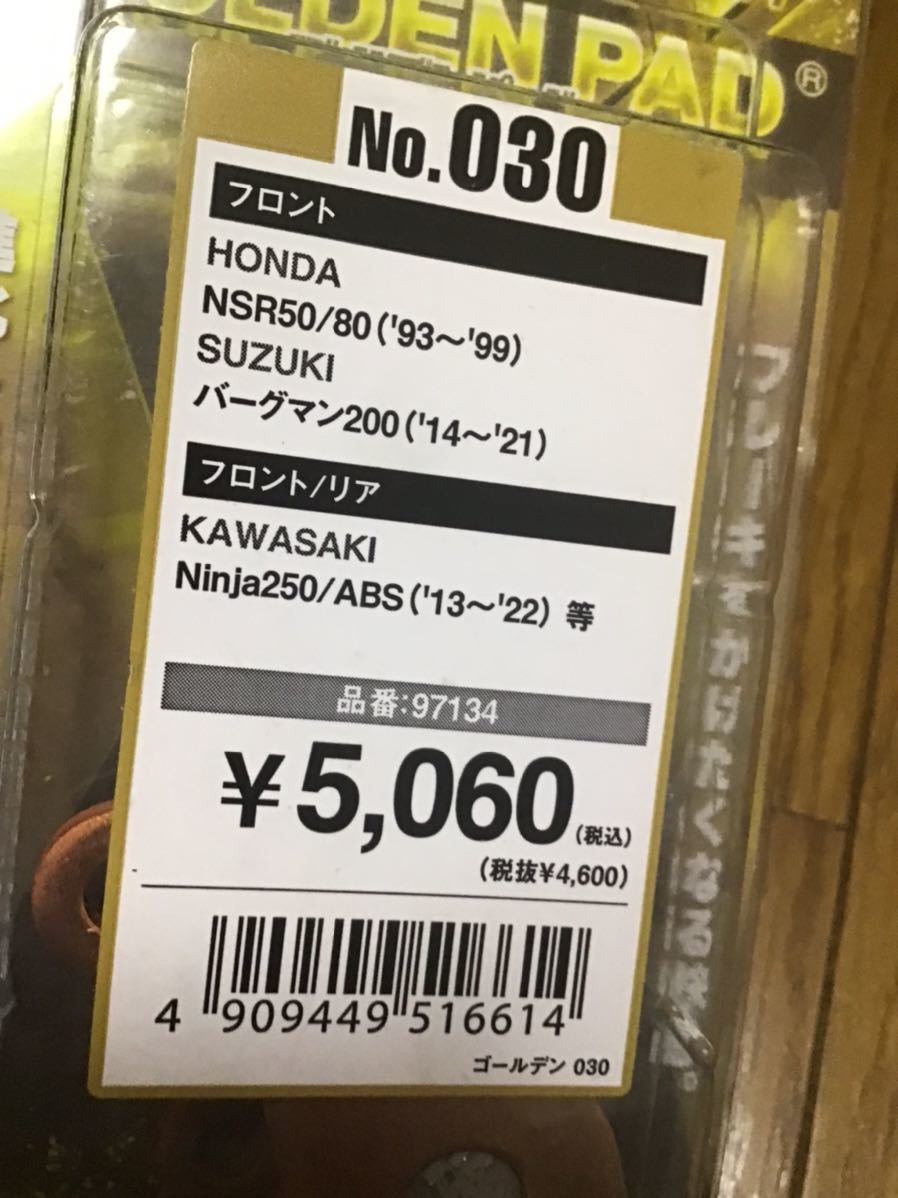 LDEN PAD®
No.030
フロント
HONDA
NSR50/80('93～'99)
SUZUKI
バーグマン200('14～'21)
フロント/リア
KAWASAKI
Ninja250/ABS('13～'22) 等
品番:97134
¥5,060(税込)
(税抜¥4,600)
4 909449 516614
ゴールデン 030
ブレーキをかけたくなる